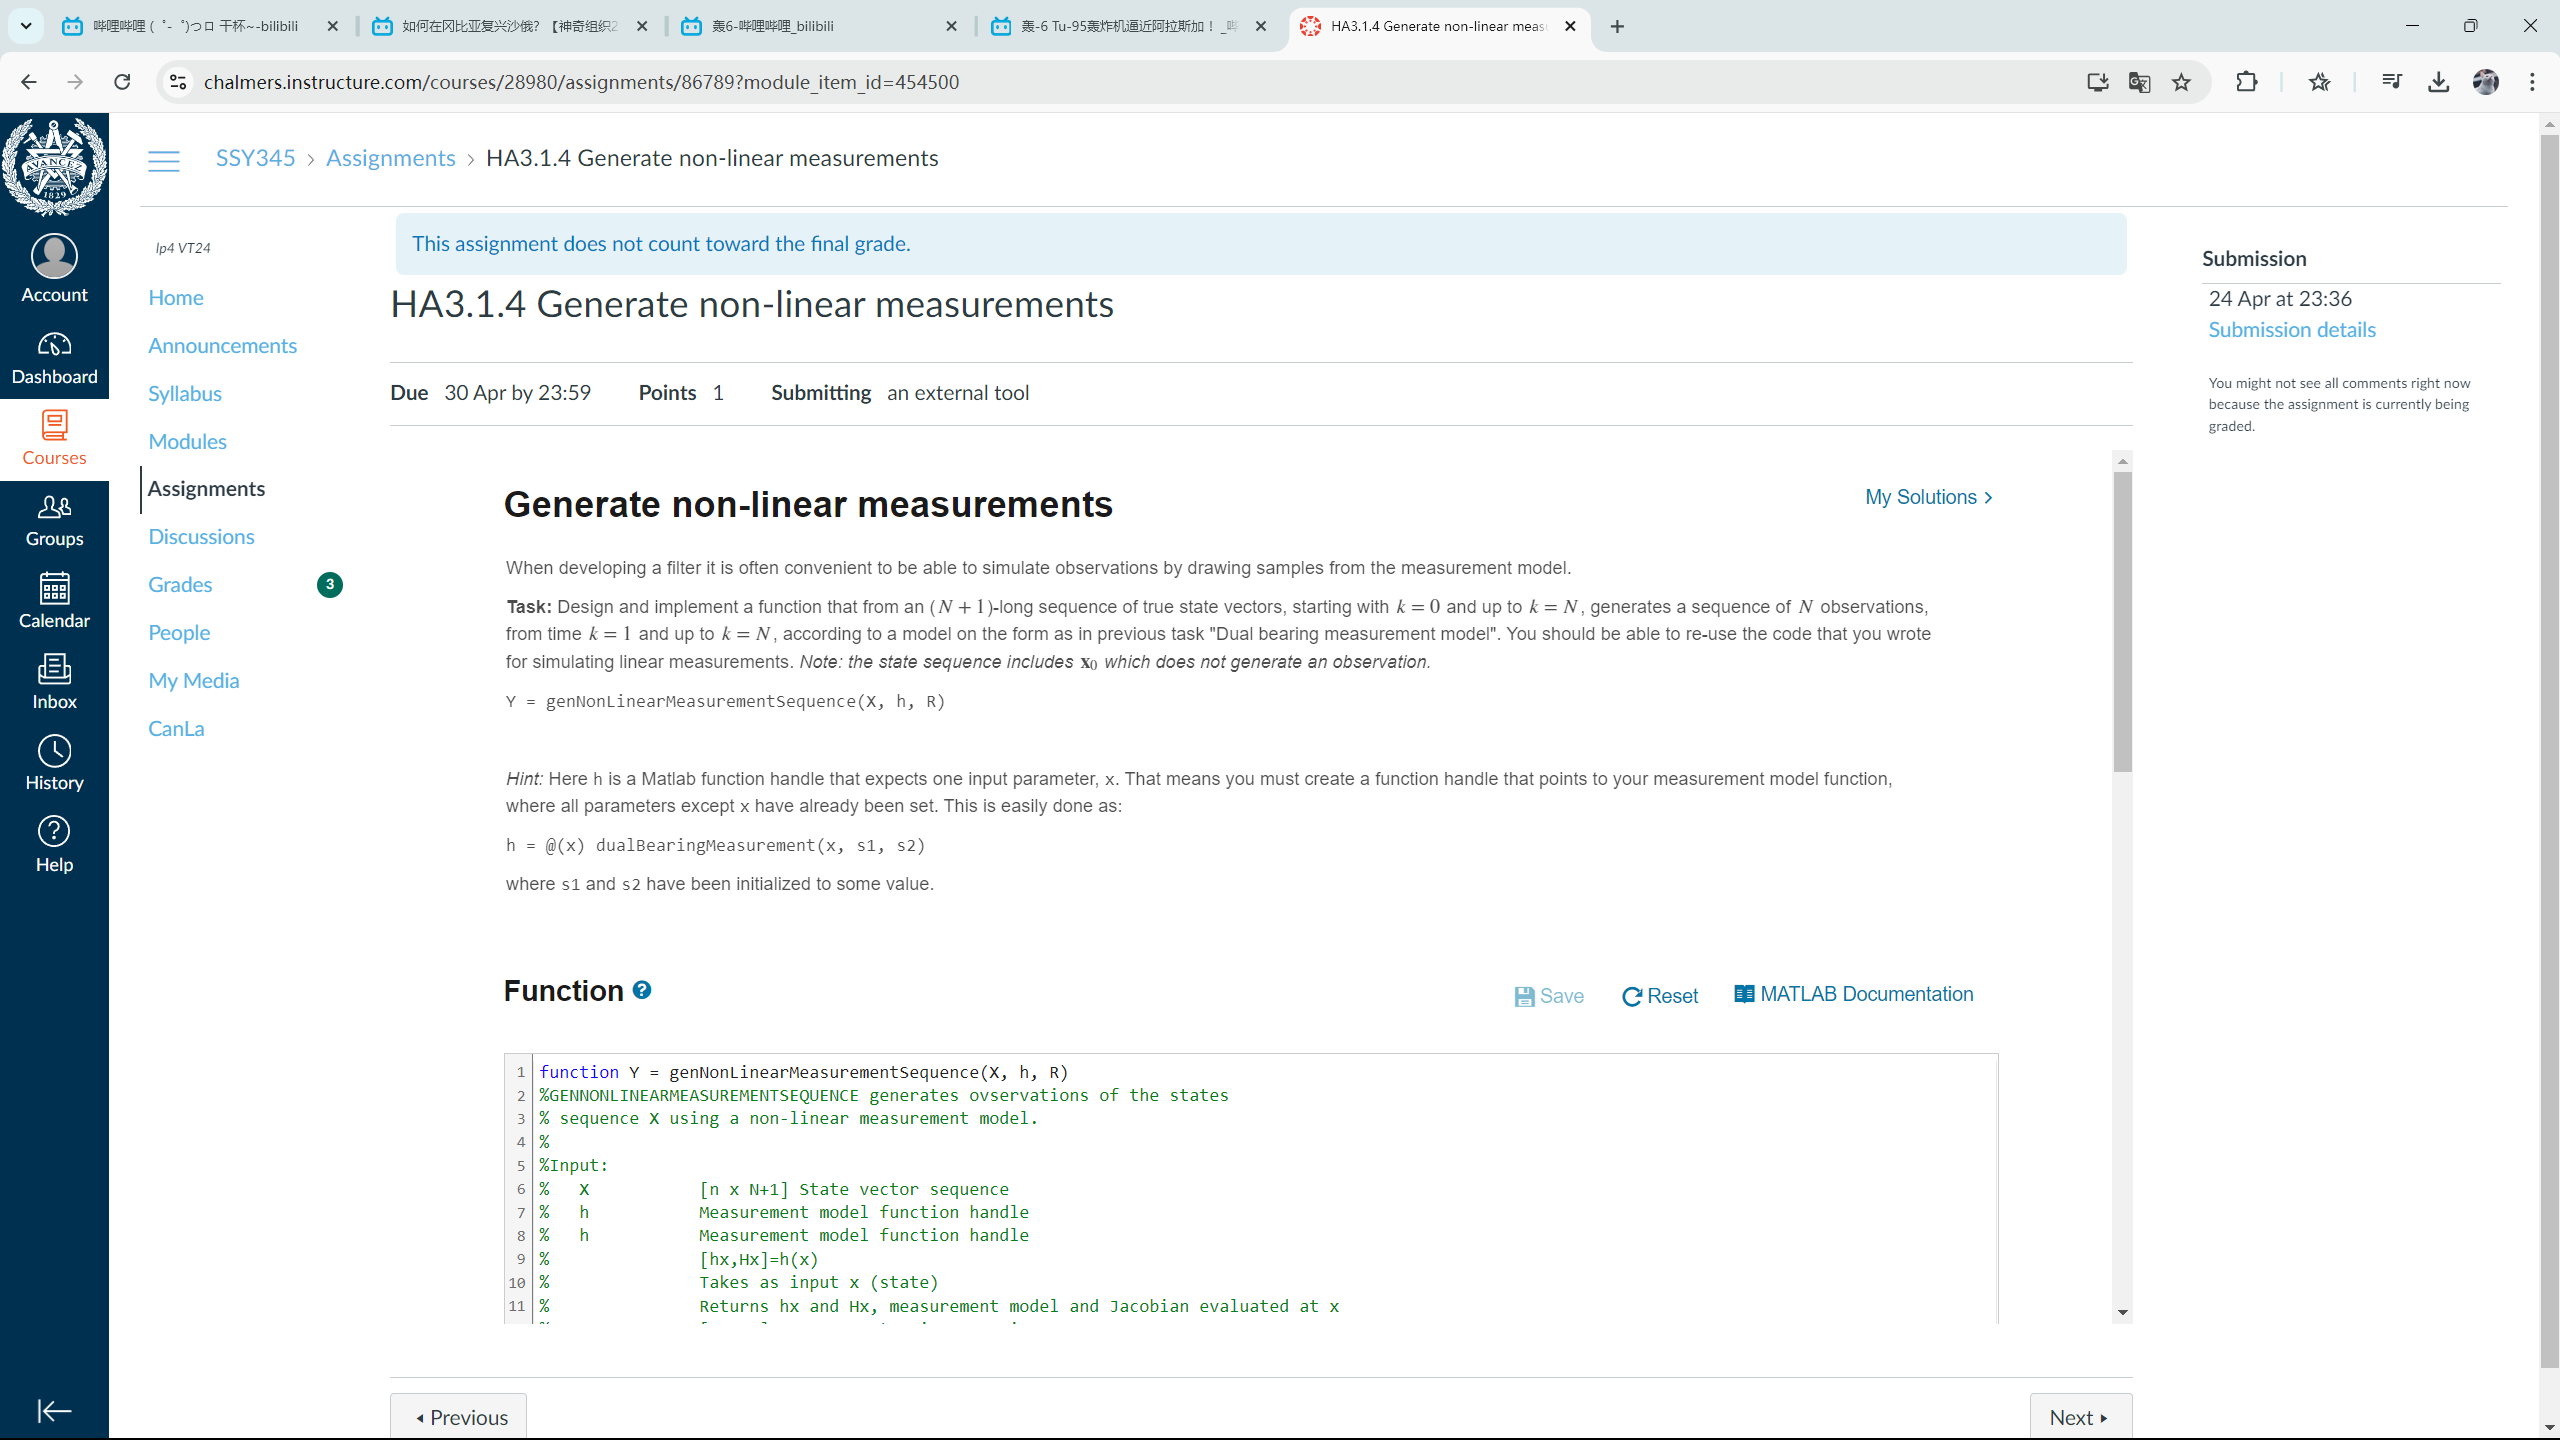 哔哩哔哩 ( ゜- ゜)つロ 干杯~-bilibili
如何在冈比亚复兴沙俄？【神奇组织2
轰6-哔哩哔哩_bilibili
轰-6 Tu-95轰炸机逼近阿拉斯加！_哔
HA3.1.4 Generate non-linear meas
chalmers.instructure.com/courses/28980/assignments/86789?module_item_id=454500
AVANCEZ
1829
SSY345 › Assignments › HA3.1.4 Generate non-linear measurements
Account
Dashboard
Courses
Groups
Calendar
Inbox
History
Help
lp4 VT24
Home
Announcements
Syllabus
Modules
Assignments
Discussions
Grades 3
People
My Media
CanLa
This assignment does not count toward the final grade.
HA3.1.4 Generate non-linear measurements
Due 30 Apr by 23:59 Points 1 Submitting an external tool
Submission
24 Apr at 23:36
Submission details
You might not see all comments right now
because the assignment is currently being
graded.
Generate non-linear measurements
My Solutions >
When developing a filter it is often convenient to be able to simulate observations by drawing samples from the measurement model.
Task: Design and implement a function that from an (N + 1)-long sequence of true state vectors, starting with k = 0 and up to k = N, generates a sequence of N observations,
from time k = 1 and up to k = N, according to a model on the form as in previous task "Dual bearing measurement model". You should be able to re-use the code that you wrote
for simulating linear measurements. Note: the state sequence includes x₀ which does not generate an observation.
Y = genNonLinearMeasurementSequence(X, h, R)
Hint: Here h is a Matlab function handle that expects one input parameter, x. That means you must create a function handle that points to your measurement model function,
where all parameters except x have already been set. This is easily done as:
h = @(x) dualBearingMeasurement(x, s1, s2)
where s1 and s2 have been initialized to some value.
Function ?
Save Reset MATLAB Documentation
1 function Y = genNonLinearMeasurementSequence(X, h, R)
2 %GENNONLINEARMEASUREMENTSEQUENCE generates ovservations of the states
3 % sequence X using a non-linear measurement model.
4 %
5 %Input:
6 % X [n x N+1] State vector sequence
7 % h Measurement model function handle
8 % h Measurement model function handle
9 % [hx,Hx]=h(x)
10 % Takes as input x (state)
11 % Returns hx and Hx, measurement model and Jacobian evaluated at x
Previous
Next